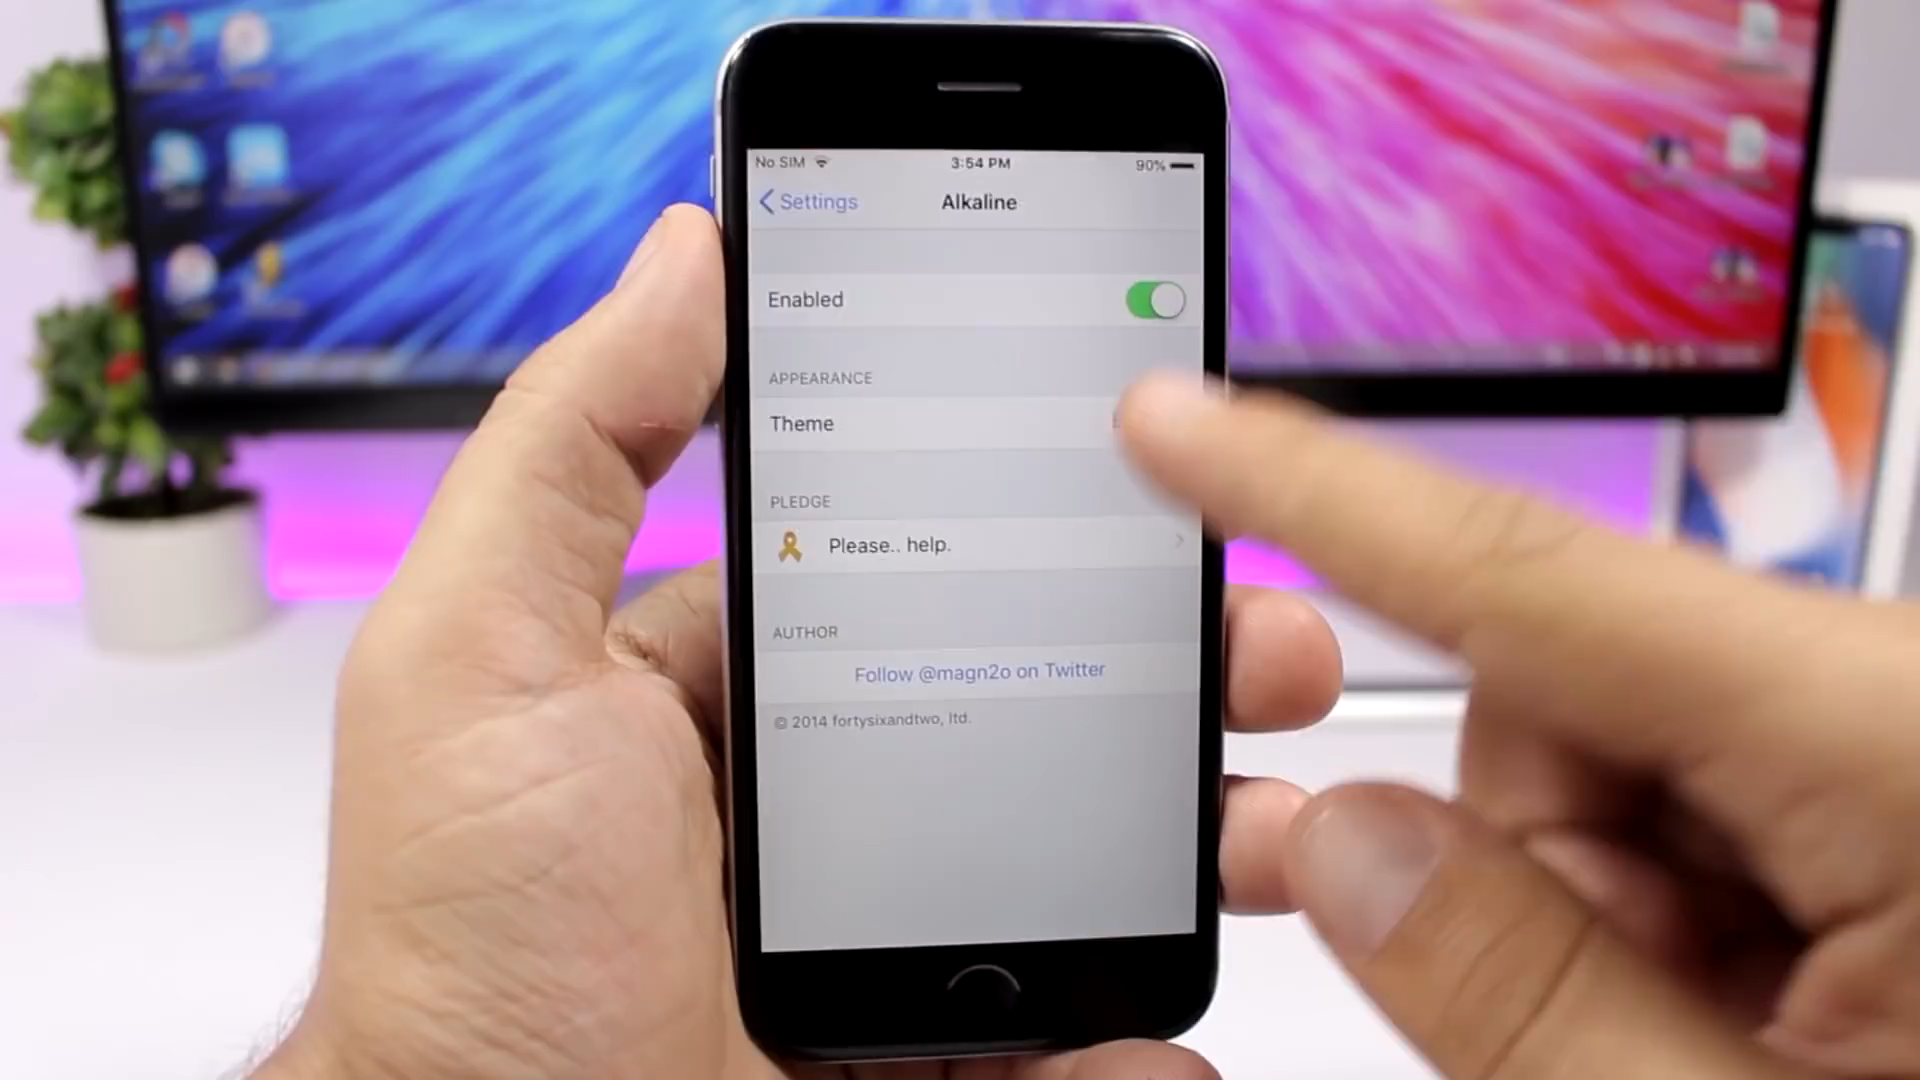 No SIM 3:54 PM 90%
Settings Alkaline
Enabled
APPEARANCE
Theme
PLEDGE
Please.. help.
AUTHOR
Follow @magn2o on Twitter
© 2014 fortysixandtwo, ltd.